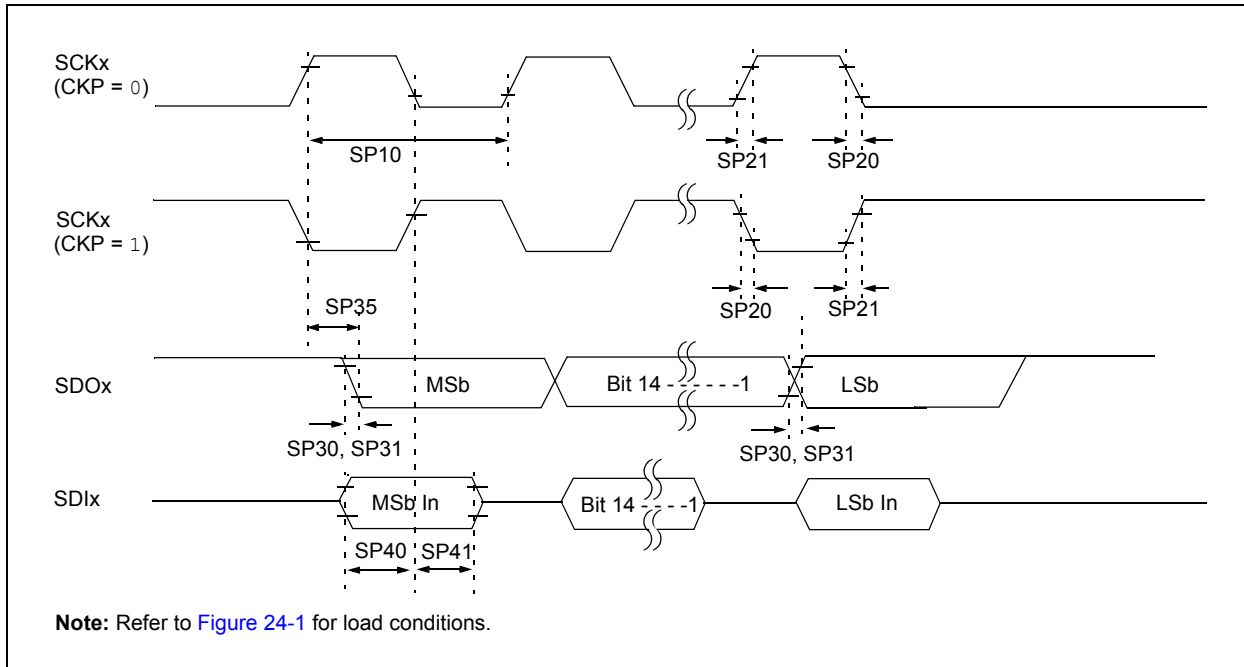 SCKx
(CKP = 0)
SP10
SP21
SP20
SCKx
(CKP = 1)
SP35
SP20
SP21
SDOx
MSb
Bit 14 - - - - - -1
LSb
SP30, SP31
SP30, SP31
SDIx
MSb In
Bit 14 - - - -1
LSb In
SP40
SP41
Note: Refer to Figure 24-1 for load conditions.